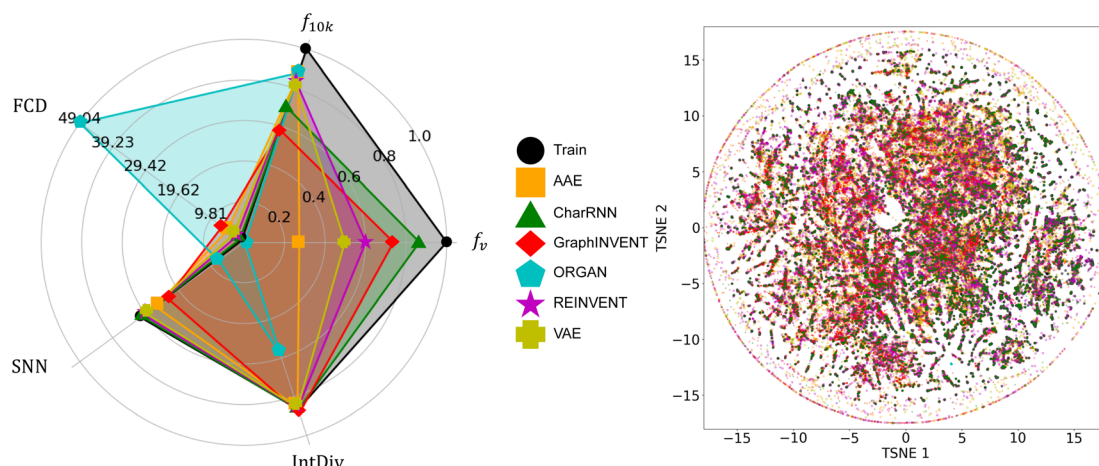 f10k
FCD
49.04
39.23
29.42
19.62
9.81
1.0
0.8
0.6
0.4
0.2
fv
SNN
IntDiv
Train
AAE
CharRNN
GraphINVENT
ORGAN
REINVENT
VAE
TSNE 2
15
10
5
0
−5
−10
−15
−15 −10 −5 0 5 10 15
TSNE 1